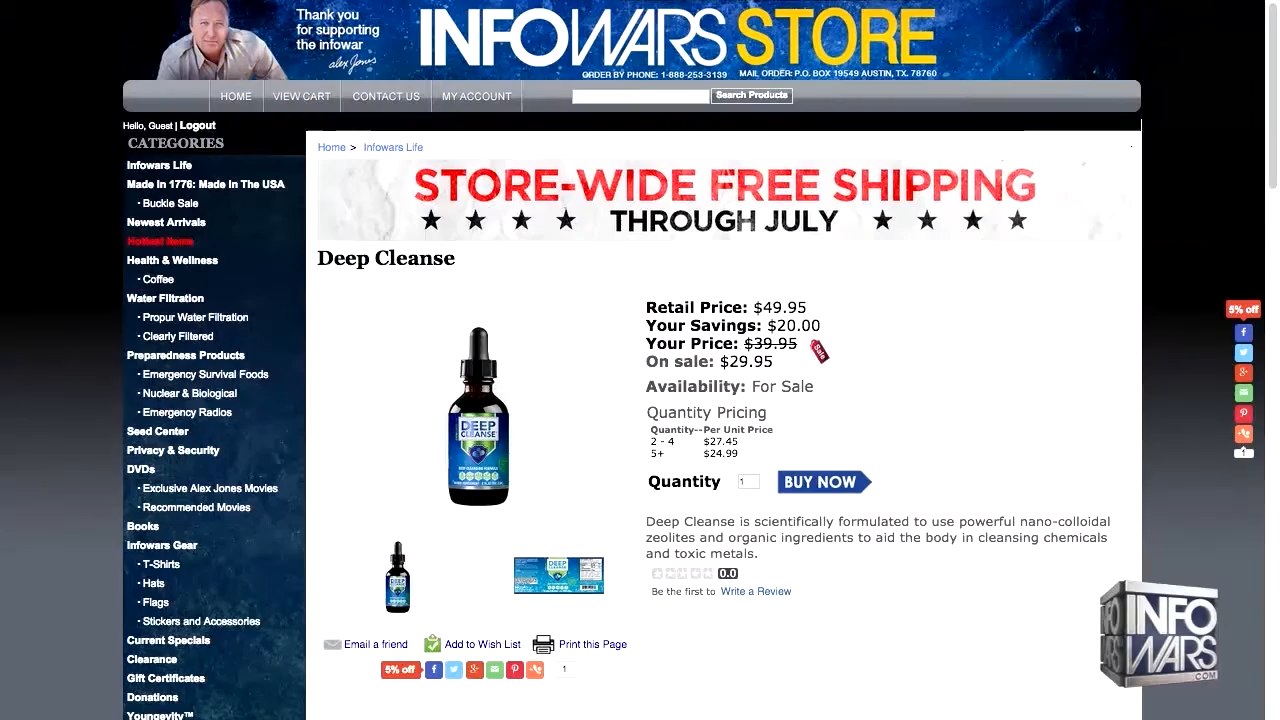 Thank you
for supporting
the infowar
alex Jones
INFOWARS STORE
ORDER BY PHONE: 1-888-253-3139 MAIL ORDER: P.O. BOX 19549 AUSTIN, TX. 78760
HOME VIEW CART CONTACT US MY ACCOUNT Search Products
Hello, Guest | Logout
CATEGORIES
Infowars Life
Made In 1776: Made In The USA
· Buckle Sale
Newest Arrivals
Hottest Items
Health & Wellness
· Coffee
Water Filtration
· Propur Water Filtration
· Clearly Filtered
Preparedness Products
· Emergency Survival Foods
· Nuclear & Biological
· Emergency Radios
Seed Center
Privacy & Security
DVDs
· Exclusive Alex Jones Movies
· Recommended Movies
Books
Infowars Gear
· T-Shirts
· Hats
· Flags
· Stickers and Accessories
Current Specials
Clearance
Gift Certificates
Donations
Youngevity™
Home > Infowars Life
STORE-WIDE FREE SHIPPING
THROUGH JULY
Deep Cleanse
DEEP
CLEANSE
Retail Price: $49.95
Your Savings: $20.00
Your Price: $39.95
Sale
On sale: $29.95
Availability: For Sale
Quantity Pricing
Quantity--Per Unit Price
2 - 4 $27.45
5+ $24.99
Quantity 1 BUY NOW
Deep Cleanse is scientifically formulated to use powerful nano-colloidal
zeolites and organic ingredients to aid the body in cleansing chemicals
and toxic metals.
0.0
Be the first to Write a Review
DEEP
CLEANSE
DEEP
CLEANSE
Email a friend Add to Wish List Print this Page
5% off 1
5% off
1
INFO
WARS
.COM